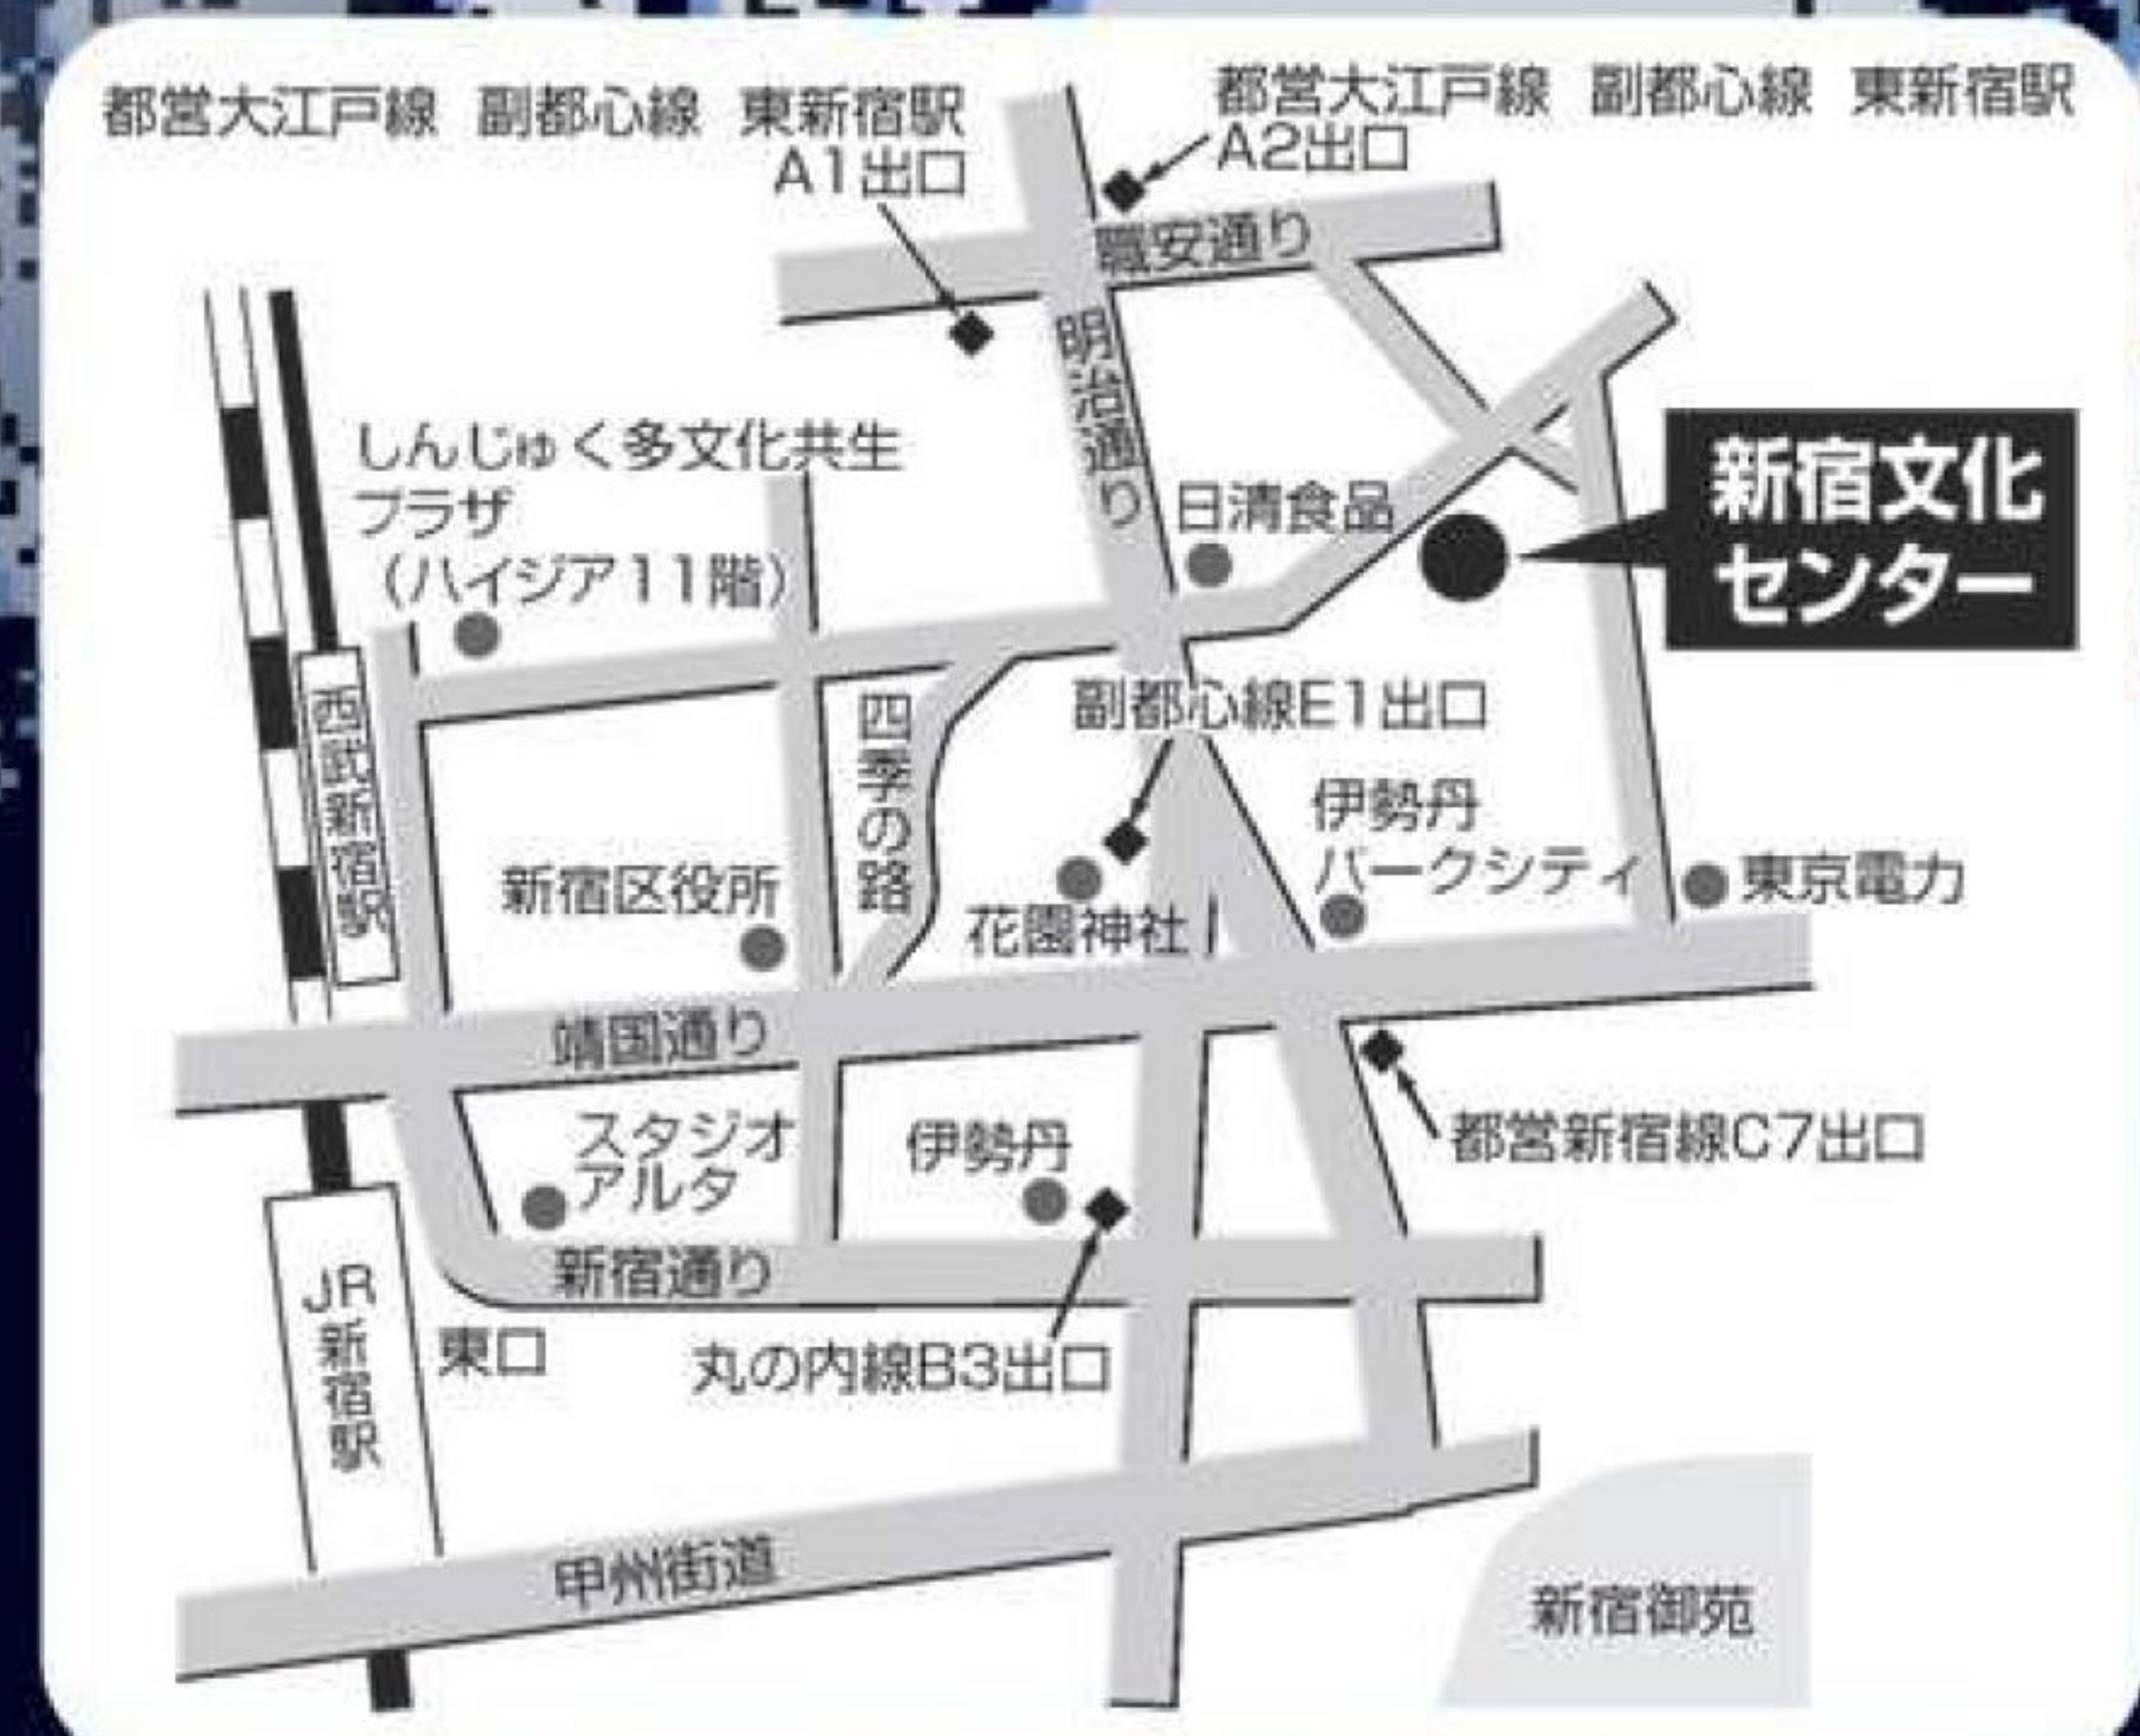 都営大江戸線 副都心線 東新宿駅
A1出口
都営大江戸線 副都心線 東新宿駅
A2出口
職安通り
明治通り
しんじゅく多文化共生
プラザ
（ハイジア11階）
日清食品
新宿文化
センター
西武新宿駅
四季の路
副都心線E1出口
伊勢丹
パークシティ
東京電力
新宿区役所
花園神社
靖国通り
スタジオ
アルタ
伊勢丹
都営新宿線C7出口
新宿通り
JR新宿駅
東口
丸の内線B3出口
甲州街道
新宿御苑